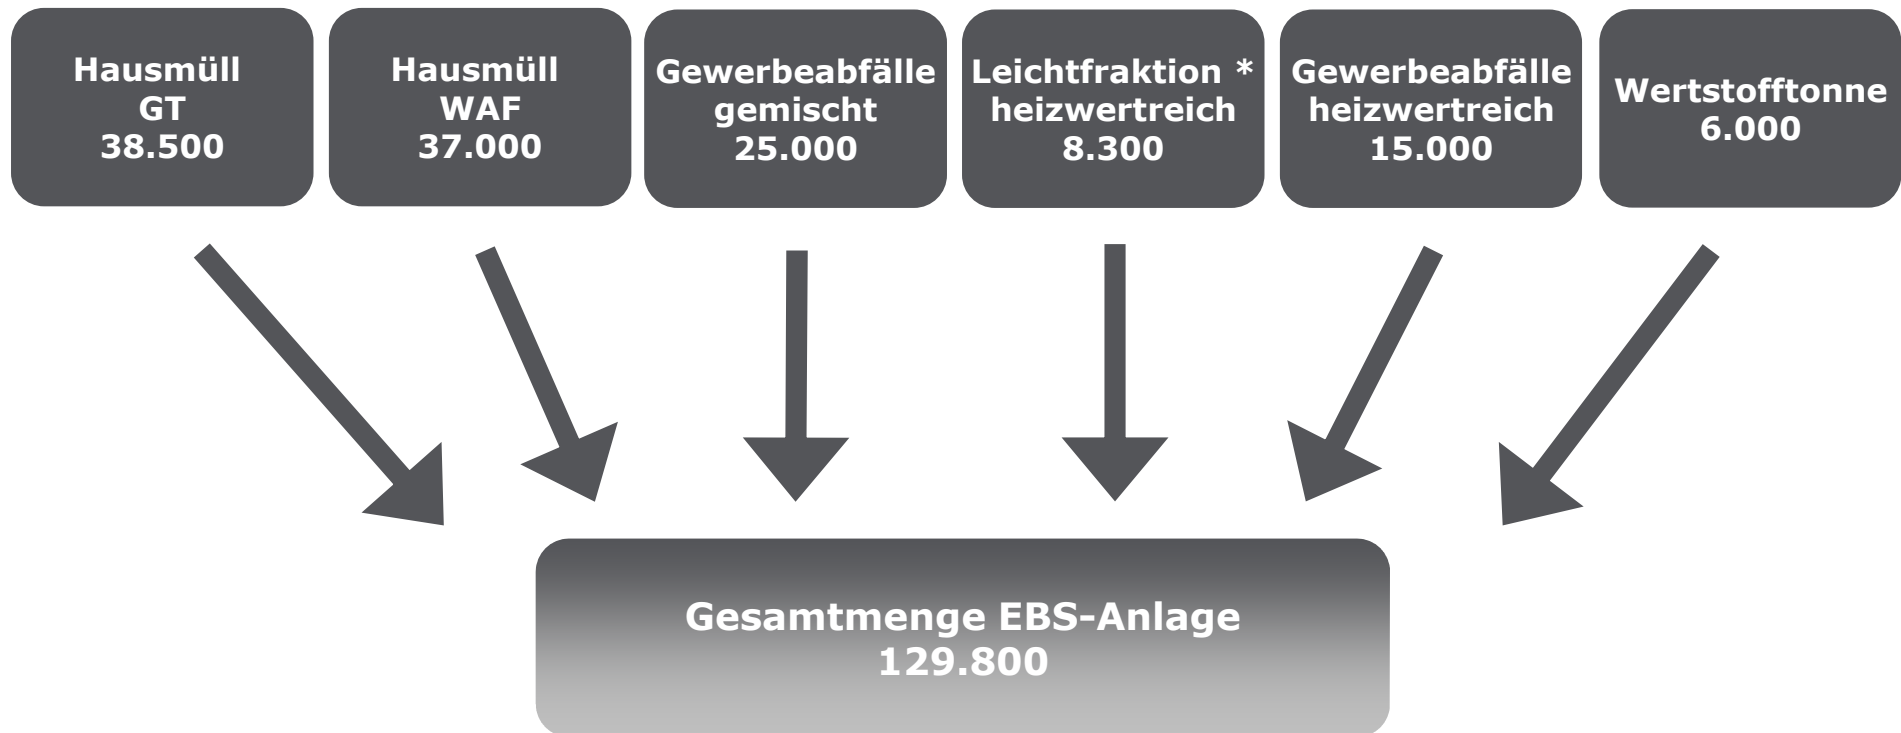 Hausmüll
GT
38.500
Hausmüll
WAF
37.000
Gewerbeabfälle
gemischt
25.000
Leichtfraktion *
heizwertreich
8.300
Gewerbeabfälle
heizwertreich
15.000
Wertstofftonne
6.000
Gesamtmenge EBS-Anlage
129.800